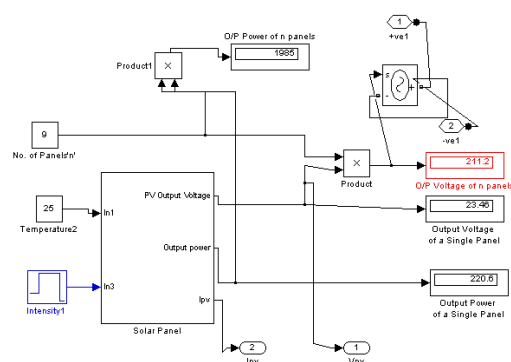 1
+ve1
O/P Power of n panels
1985
Product1
×
s
+
-
2
-ve1
9
No. of Panels'n'
×
Product
211.2
O/P Voltage of n panels
25
Temperature2
In1
PV Output Voltage
23.46
Output Voltage
of a Single Panel
Output power
In3
Intensity1
Ipv
220.6
Output Power
of a Single Panel
Solar Panel
2
Ipv
1
Vpv